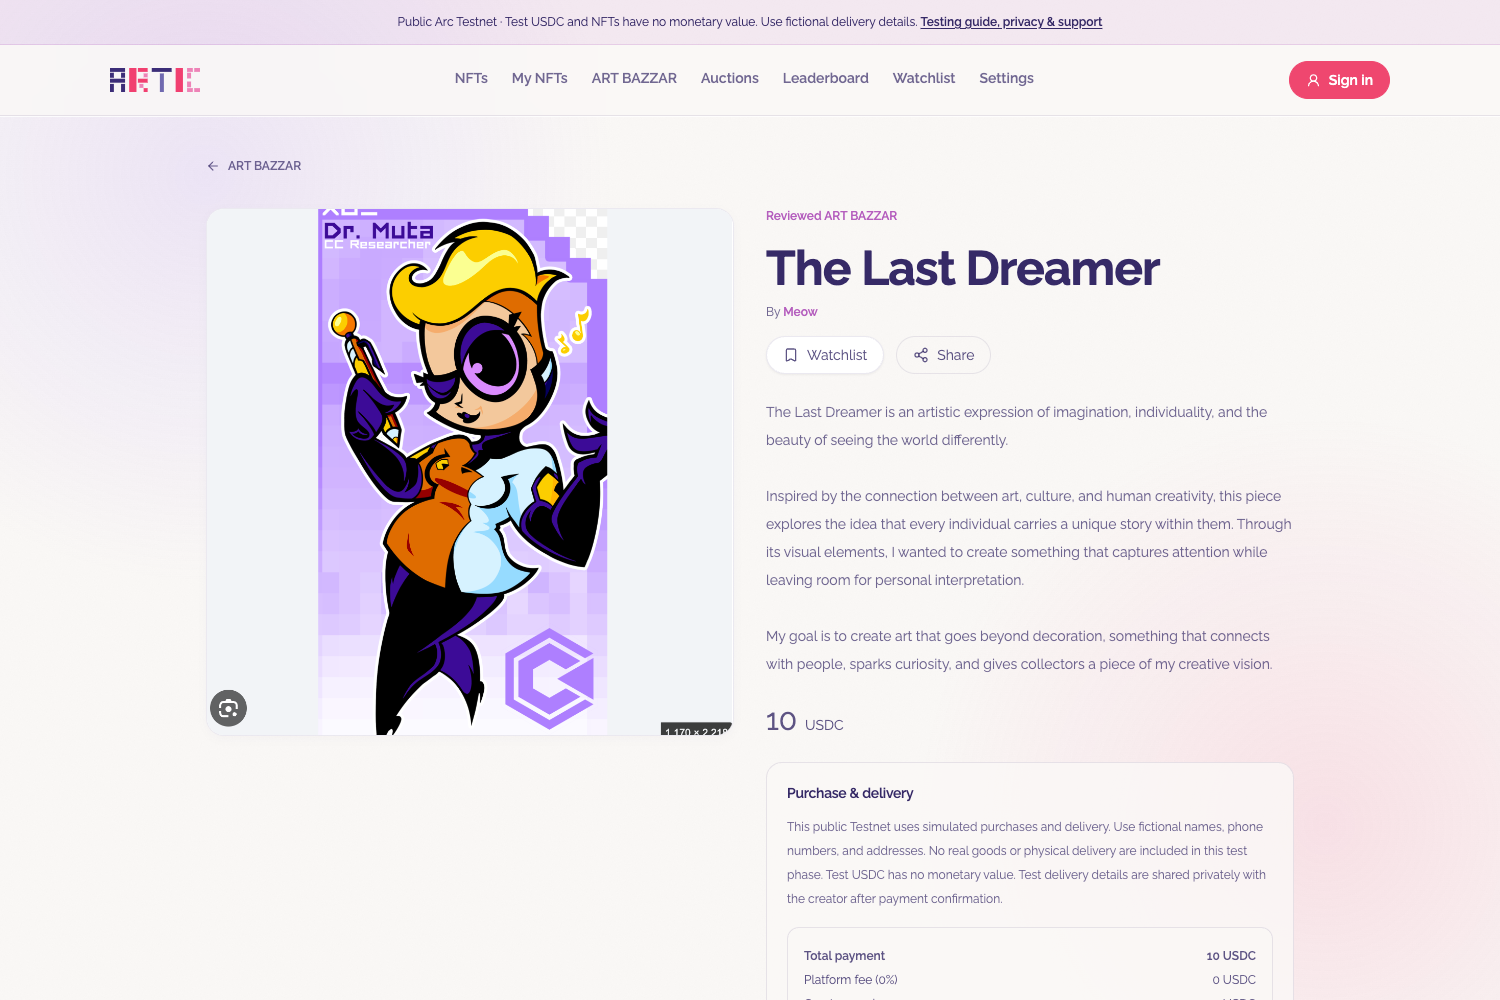 Public Arc Testnet · Test USDC and NFTs have no monetary value. Use fictional delivery details. Testing guide, privacy & support
ARTIC
NFTs
My NFTs
ART BAZZAR
Auctions
Leaderboard
Watchlist
Settings
Sign in
ART BAZZAR
Dr. Muta
CC Researcher
1,170 × 2,218
Reviewed ART BAZZAR
The Last Dreamer
By Meow
Watchlist
Share
The Last Dreamer is an artistic expression of imagination, individuality, and the
beauty of seeing the world differently.
Inspired by the connection between art, culture, and human creativity, this piece
explores the idea that every individual carries a unique story within them. Through
its visual elements, I wanted to create something that captures attention while
leaving room for personal interpretation.
My goal is to create art that goes beyond decoration, something that connects
with people, sparks curiosity, and gives collectors a piece of my creative vision.
10 USDC
Purchase & delivery
This public Testnet uses simulated purchases and delivery. Use fictional names, phone
numbers, and addresses. No real goods or physical delivery are included in this test
phase. Test USDC has no monetary value. Test delivery details are shared privately with
the creator after payment confirmation.
Total payment 10 USDC
Platform fee (0%) 0 USDC